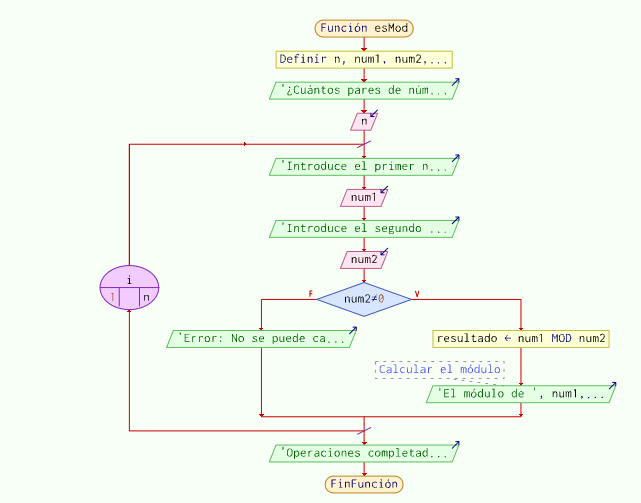 Función esMod
Definir n, num1, num2,...
'¿Cuántos pares de núm...
n
'Introduce el primer n...
num1
'Introduce el segundo ...
num2
i
1 n
F
V
num2≠0
'Error: No se puede ca...
resultado ← num1 MOD num2
Calcular el módulo
'El módulo de ', num1,...
'Operaciones completad...
FinFunción